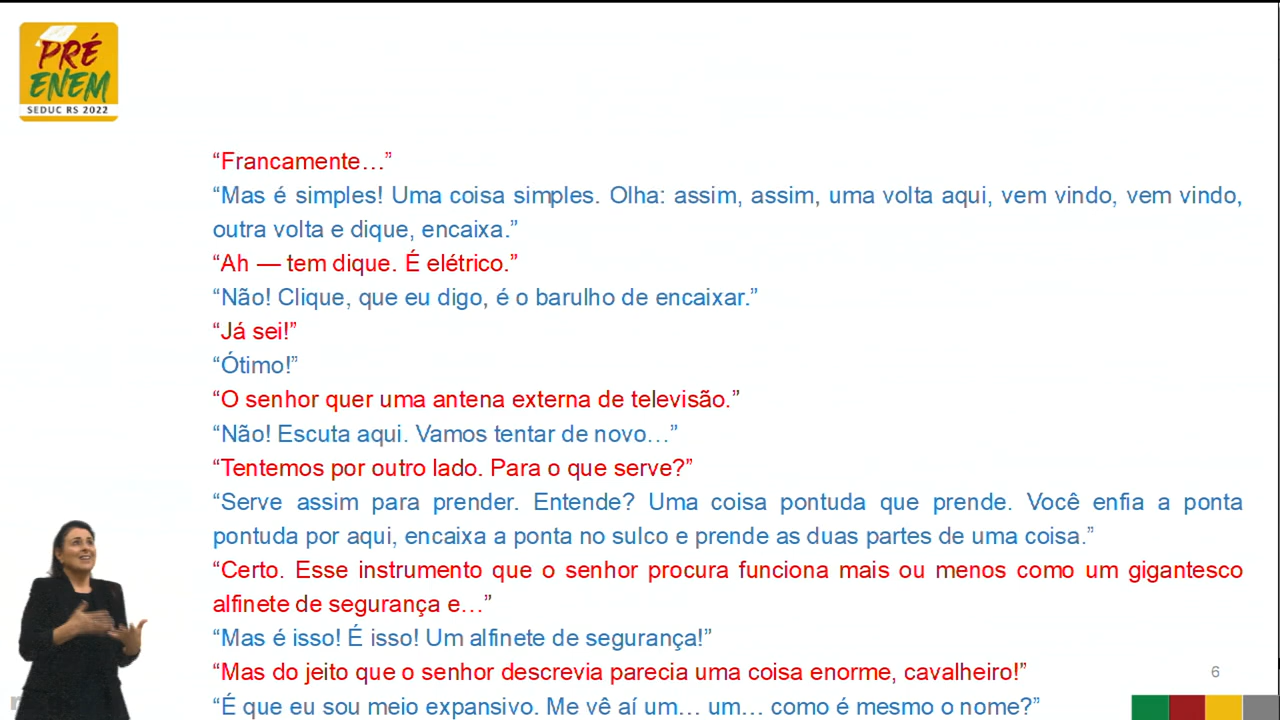 PRÉ
ENEM
SEDUC RS 2022
“Francamente…”
“Mas é simples! Uma coisa simples. Olha: assim, assim, uma volta aqui, vem vindo, vem vindo,
outra volta e dique, encaixa.”
“Ah — tem dique. É elétrico.”
“Não! Clique, que eu digo, é o barulho de encaixar.”
“Já sei!”
“Ótimo!”
“O senhor quer uma antena externa de televisão.”
“Não! Escuta aqui. Vamos tentar de novo…”
“Tentemos por outro lado. Para o que serve?”
“Serve assim para prender. Entende? Uma coisa pontuda que prende. Você enfia a ponta
pontuda por aqui, encaixa a ponta no sulco e prende as duas partes de uma coisa.”
“Certo. Esse instrumento que o senhor procura funciona mais ou menos como um gigantesco
alfinete de segurança e…”
“Mas é isso! É isso! Um alfinete de segurança!”
“Mas do jeito que o senhor descrevia parecia uma coisa enorme, cavalheiro!”
6
“É que eu sou meio expansivo. Me vê aí um… um… como é mesmo o nome?”